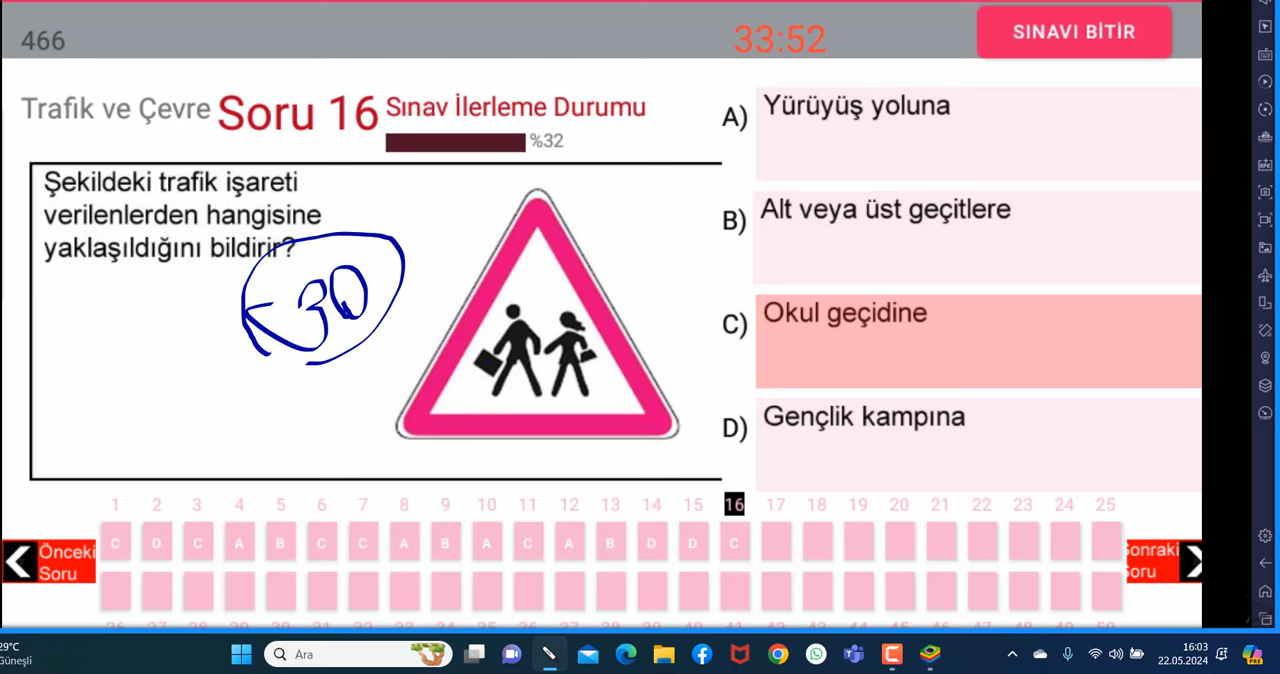 466
33:52
SINAVI BİTİR
Trafik ve Çevre
Soru 16
Sınav İlerleme Durumu
%32
Şekildeki trafik işareti
verilenlerden hangisine
yaklaşıldığını bildirir?
<30
A) Yürüyüş yoluna
B) Alt veya üst geçitlere
C) Okul geçidine
D) Gençlik kampına
1 2 3 4 5 6 7 8 9 10 11 12 13 14 15 16 17 18 19 20 21 22 23 24 25
C D C A B C C A B A C A B D D C
Önceki
Soru
Sonraki
Soru
29°C
Güneşli
Ara
16:03
22.05.2024
PRE